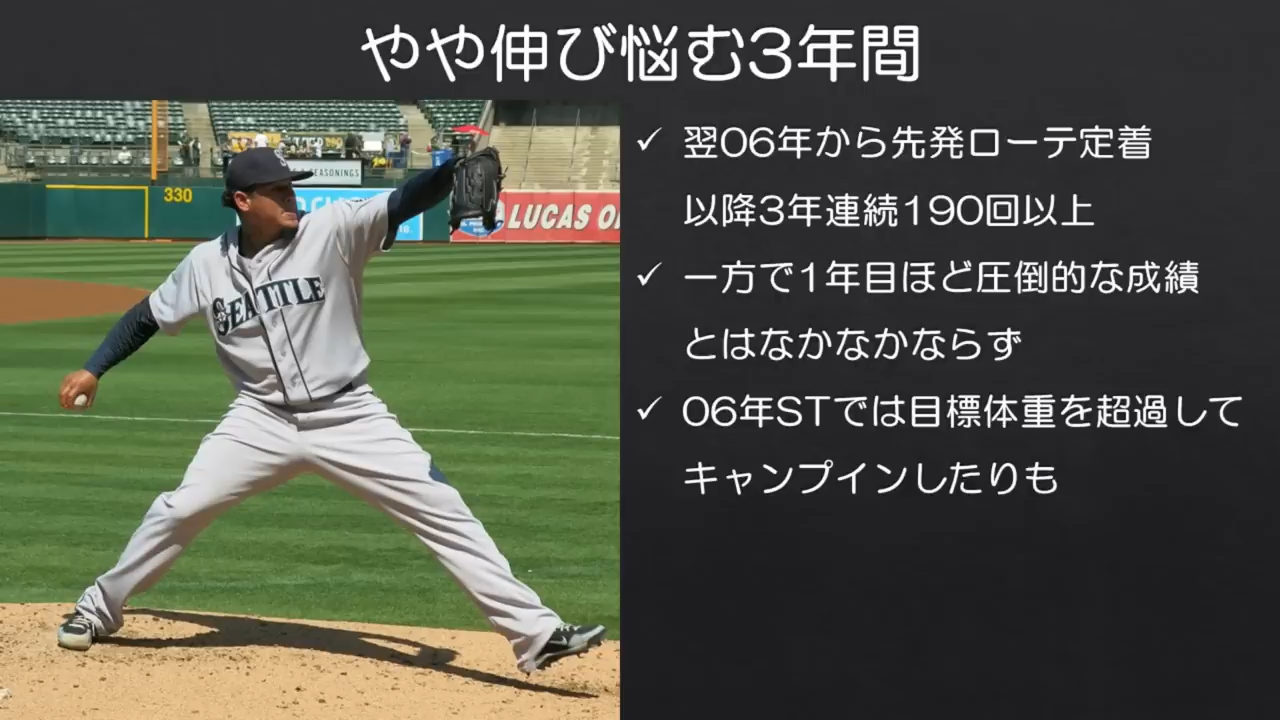 やや伸び悩む3年間
翌06年から先発ローテ定着
以降3年連続190回以上
一方で1年目ほど圧倒的な成績
とはなかなかならず
06年STでは目標体重を超過して
キャンプインしたりも
330
SEASONINGS
LUCAS
SEATTLE